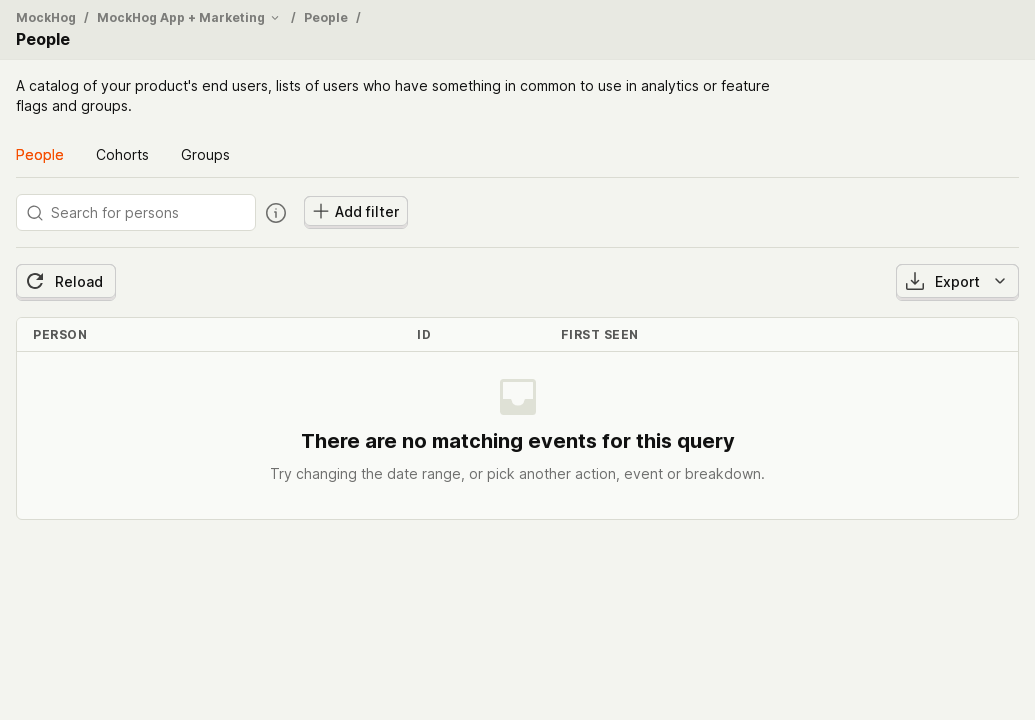 MockHog / MockHog App + Marketing / People /
People
A catalog of your product's end users, lists of users who have something in common to use in analytics or feature
flags and groups.
People Cohorts Groups
Search for persons Add filter
Reload Export
PERSON ID FIRST SEEN
There are no matching events for this query
Try changing the date range, or pick another action, event or breakdown.